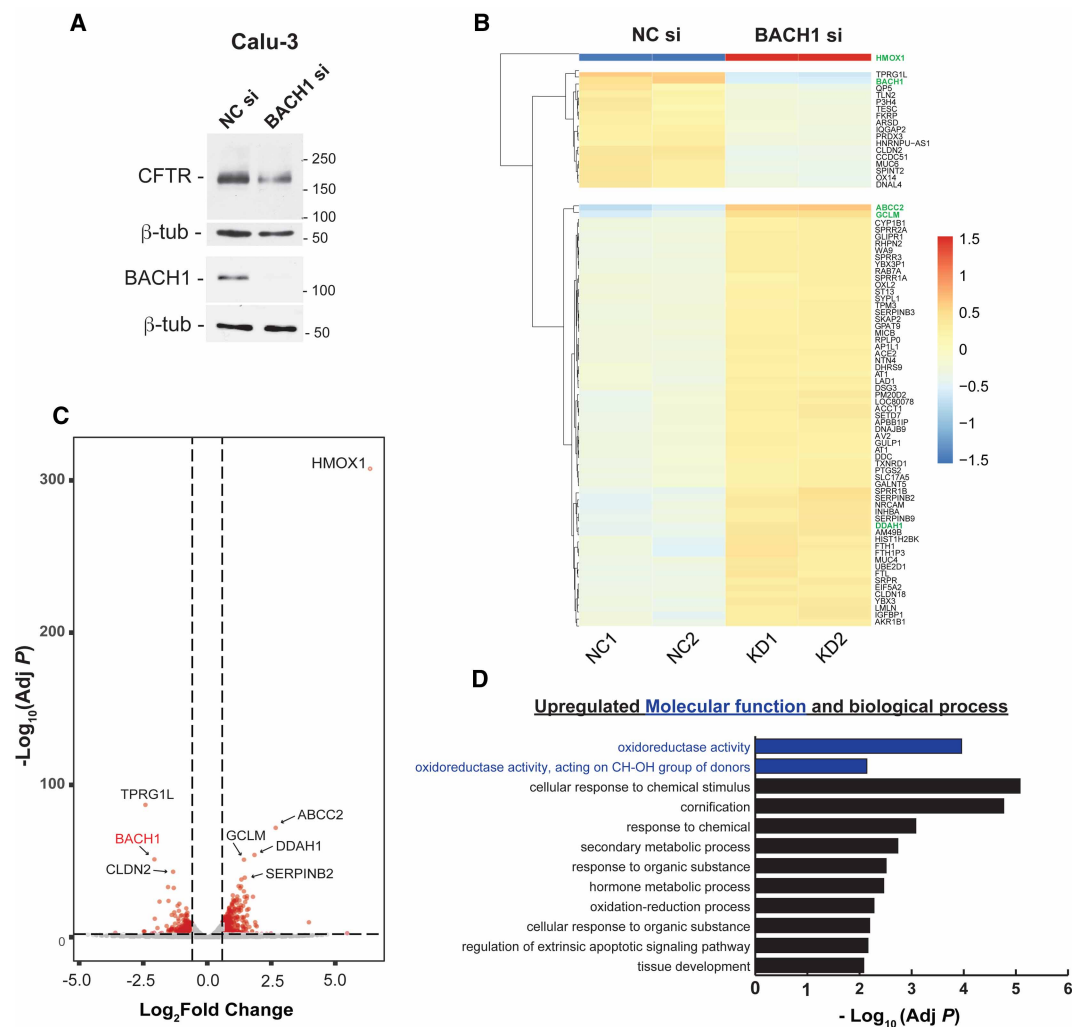 A
Calu-3
NC si
BACH1 si
CFTR
250
150
100
β-tub
50
BACH1
100
β-tub
50
B
NC si
BACH1 si
HMOX1
TPRG1L
BACH1
QP5
TLN2
P3H4
TESC
FKRP
ARSD
IQGAP2
PRDX3
HNRNPU−AS1
CLDN2
CCDC51
MUC6
SPINT2
OX14
DNAL4
ABCC2
GCLM
CYP1B1
SPRR2A
GLIPR1
RHPN2
WA9
SPRR3
YBX3P1
RAB7A
SPRR1A
OXL2
ST13
SYPL1
TPM3
SERPINB3
SKAP2
GPAT9
MICB
RPLP0
AP1L1
ACE2
NTN4
DHRS9
AT1
LAD1
DSG3
PM20D2
LOC80078
ACCT1
SETD7
APBB1IP
DNAJB9
AV2
GULP1
AT1
DDC
TXNRD1
PTGS2
SLC17A5
GALNT5
SPRR1B
SERPINB2
NRCAM
INHBA
SERPINB9
DDAH1
AM49B
HIST1H2BK
FTH1
FTH1P3
MUC4
UBE2D1
FTL
SRPR
EIF5A2
CLDN18
YBX3
LMLN
IGFBP1
AKR1B1
NC1
NC2
KD1
KD2
1.5
1
0.5
0
−0.5
−1
−1.5
C
-Log10(Adj P)
300
200
100
0
HMOX1
TPRG1L
BACH1
CLDN2
ABCC2
GCLM
DDAH1
SERPINB2
-5.0
-2.5
0.0
2.5
5.0
Log2Fold Change
D
Upregulated Molecular function and biological process
oxidoreductase activity
oxidoreductase activity, acting on CH-OH group of donors
cellular response to chemical stimulus
cornification
response to chemical
secondary metabolic process
response to organic substance
hormone metabolic process
oxidation-reduction process
cellular response to organic substance
regulation of extrinsic apoptotic signaling pathway
tissue development
0 1 2 3 4 5 6
- Log10 (Adj P)